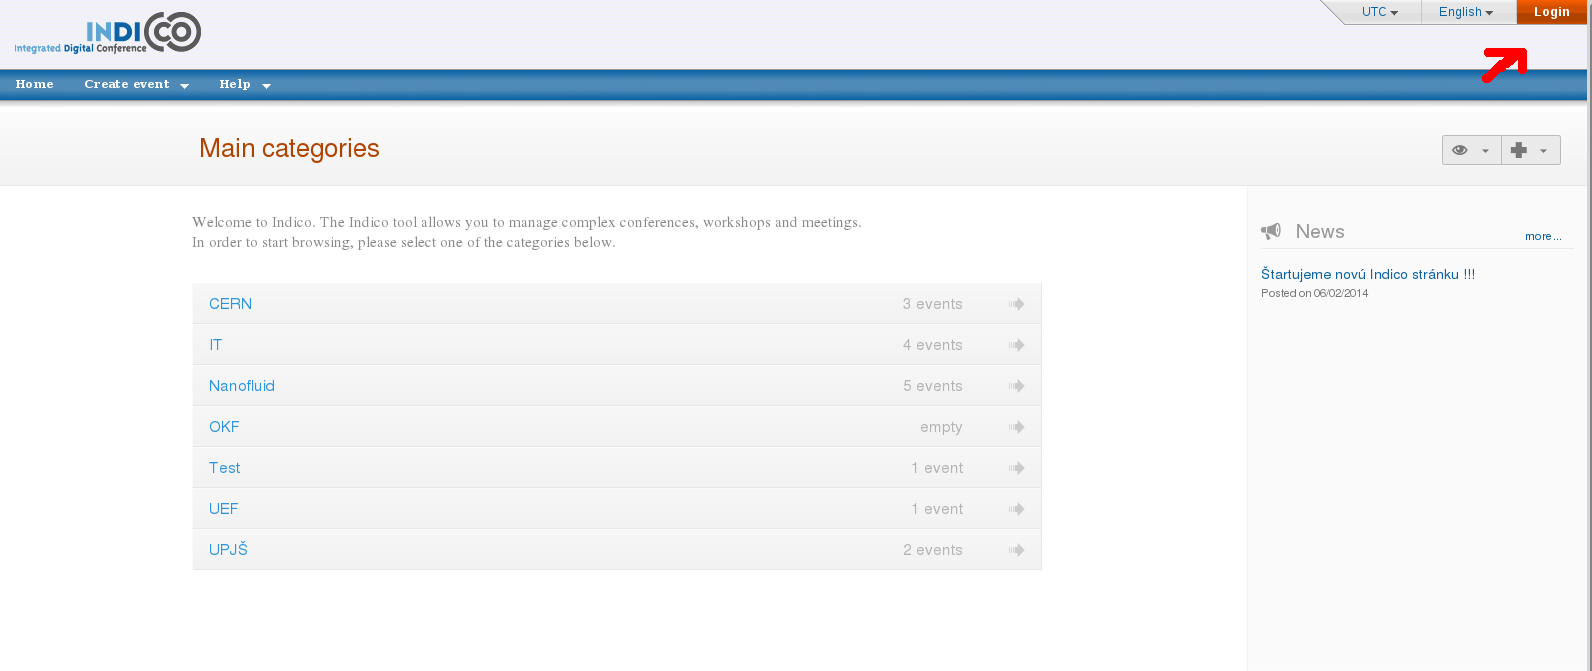 UTC English Login
INDICO
Integrated Digital Conference
Home Create event Help
Main categories
Welcome to Indico. The Indico tool allows you to manage complex conferences, workshops and meetings.
In order to start browsing, please select one of the categories below.
CERN 3 events
IT 4 events
Nanofluid 5 events
OKF empty
Test 1 event
UEF 1 event
UPJŠ 2 events
News more...
Štartujeme novú Indico stránku !!!
Posted on 06/02/2014